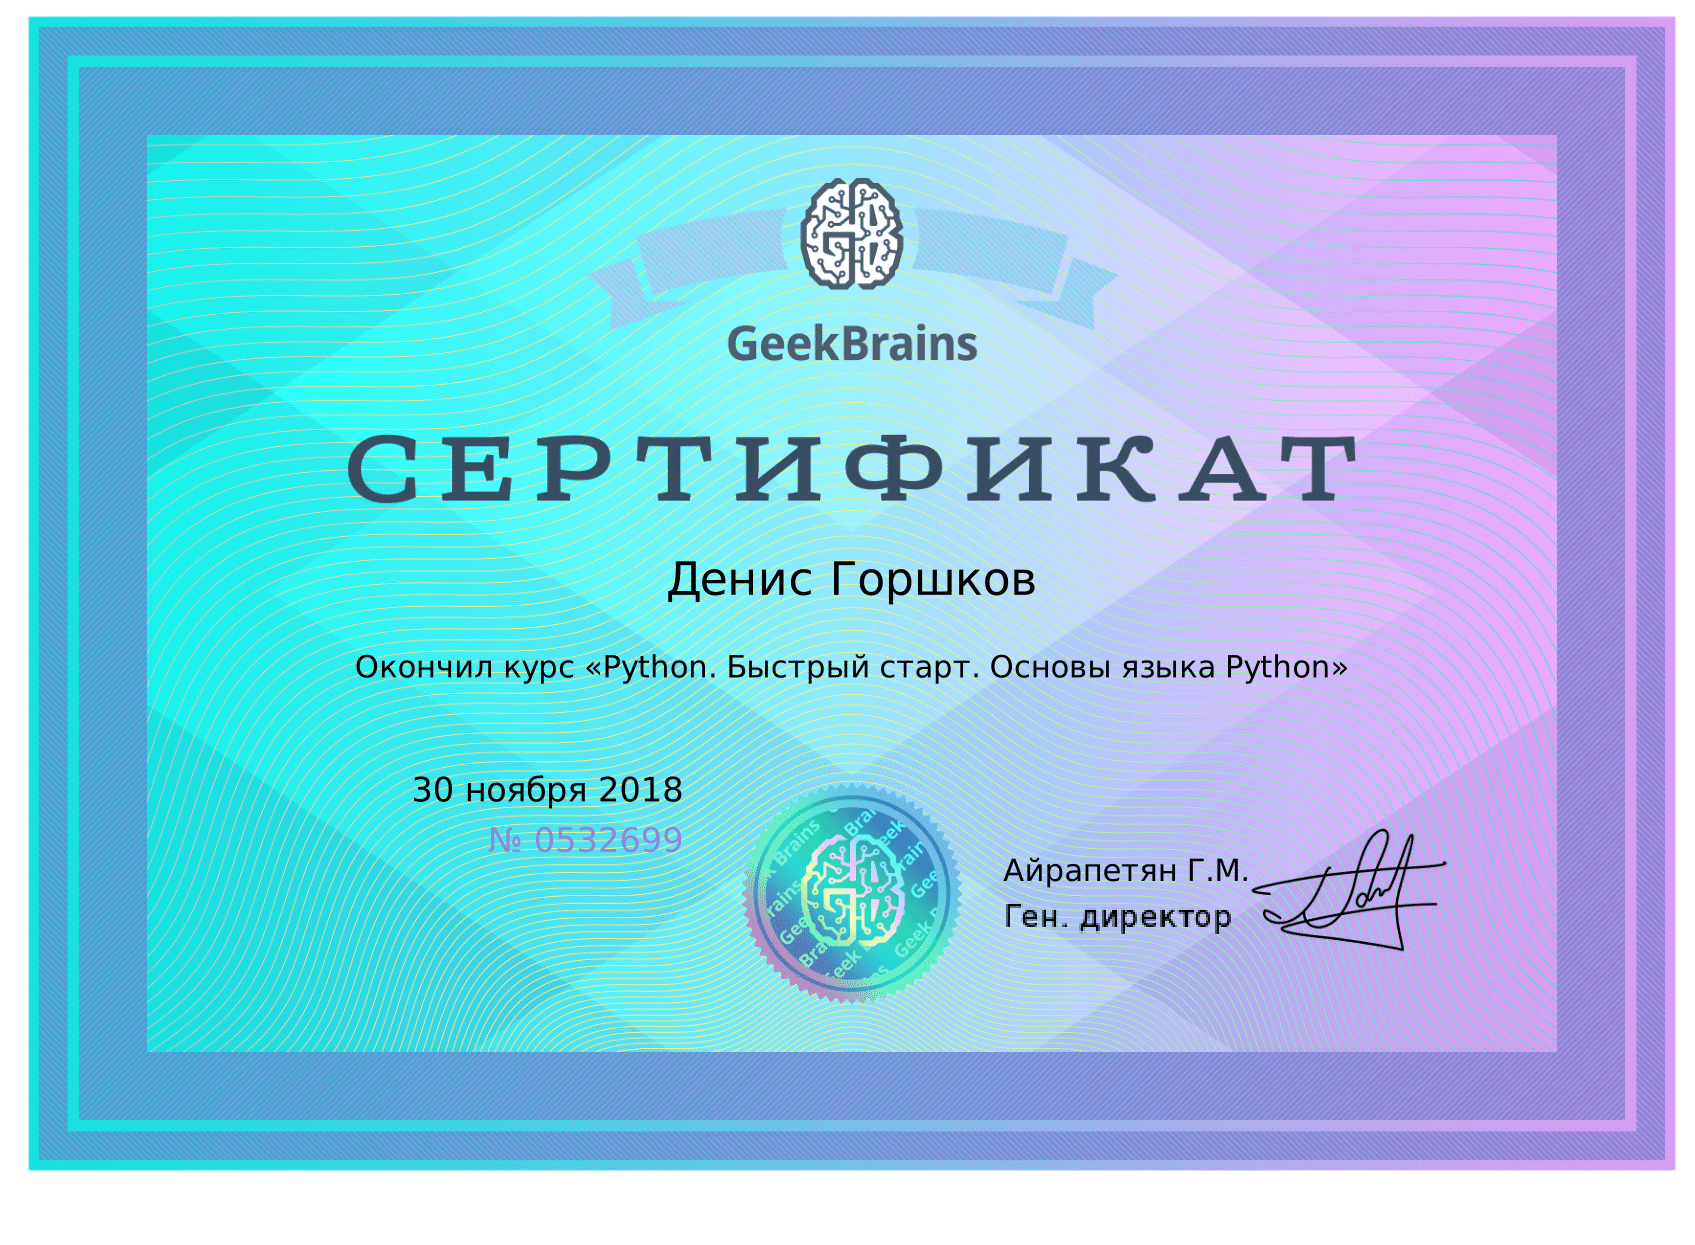 GeekBrains
СЕРТИФИКАТ
Денис Горшков
Окончил курс «Python. Быстрый старт. Основы языка Python»
30 ноября 2018
№ 0532699
Айрапетян Г.М.
Ген. директор